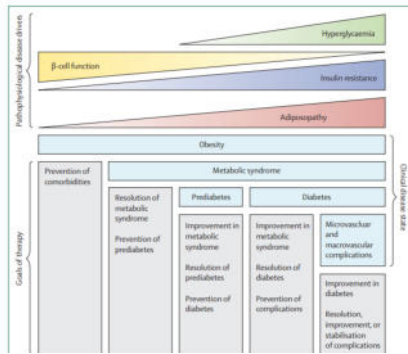 Pathophysiological disease driven
Hyperglycaemia
β-cell function
Insulin resistance
Adiposopathy
Obesity
Clinical disease state
Goals of therapy
Prevention of
comorbidities
Metabolic syndrome
Resolution of
metabolic
syndrome
Prevention of
prediabetes
Prediabetes
Improvement in
metabolic
syndrome
Resolution of
prediabetes
Prevention of
diabetes
Diabetes
Improvement in
metabolic
syndrome
Resolution of
diabetes
Prevention of
complications
Microvascluar
and
macrovascular
complications
Improvement in
diabetes
Resolution,
improvement, or
stabilisation
of complications